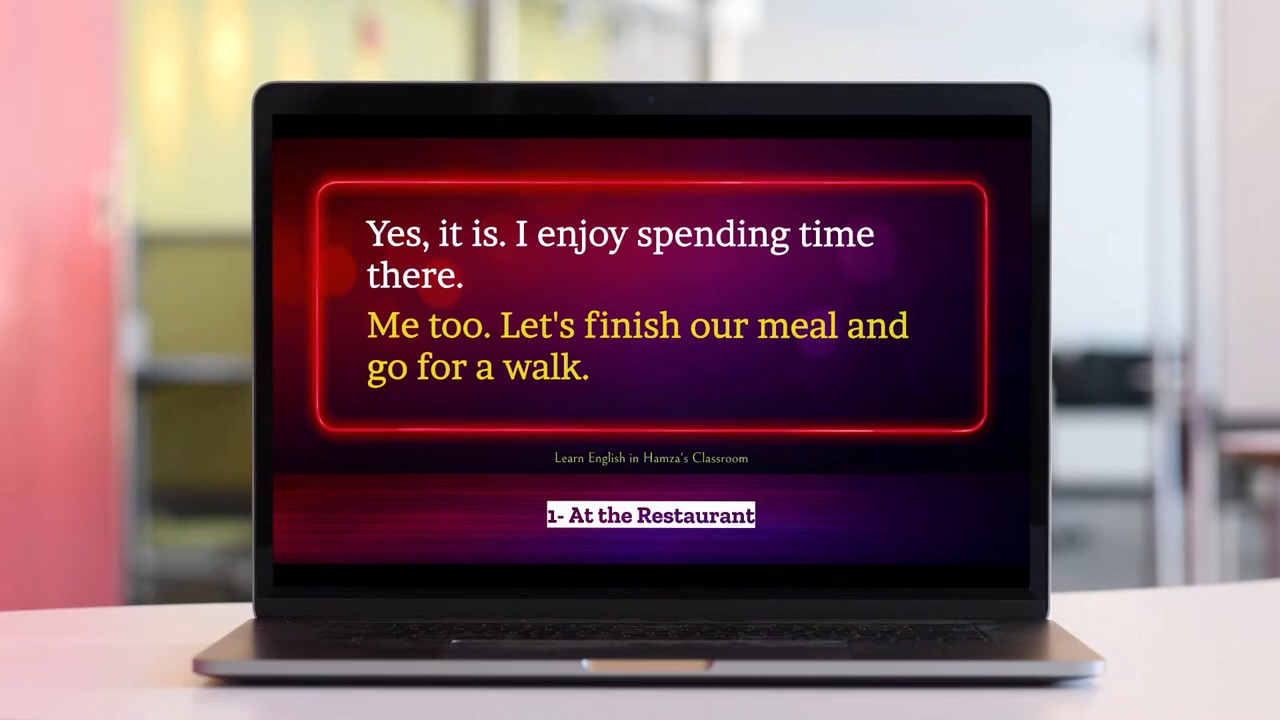 Yes, it is. I enjoy spending time
there.
Me too. Let's finish our meal and
go for a walk.
Learn English in Hamza's Classroom
1- At the Restaurant